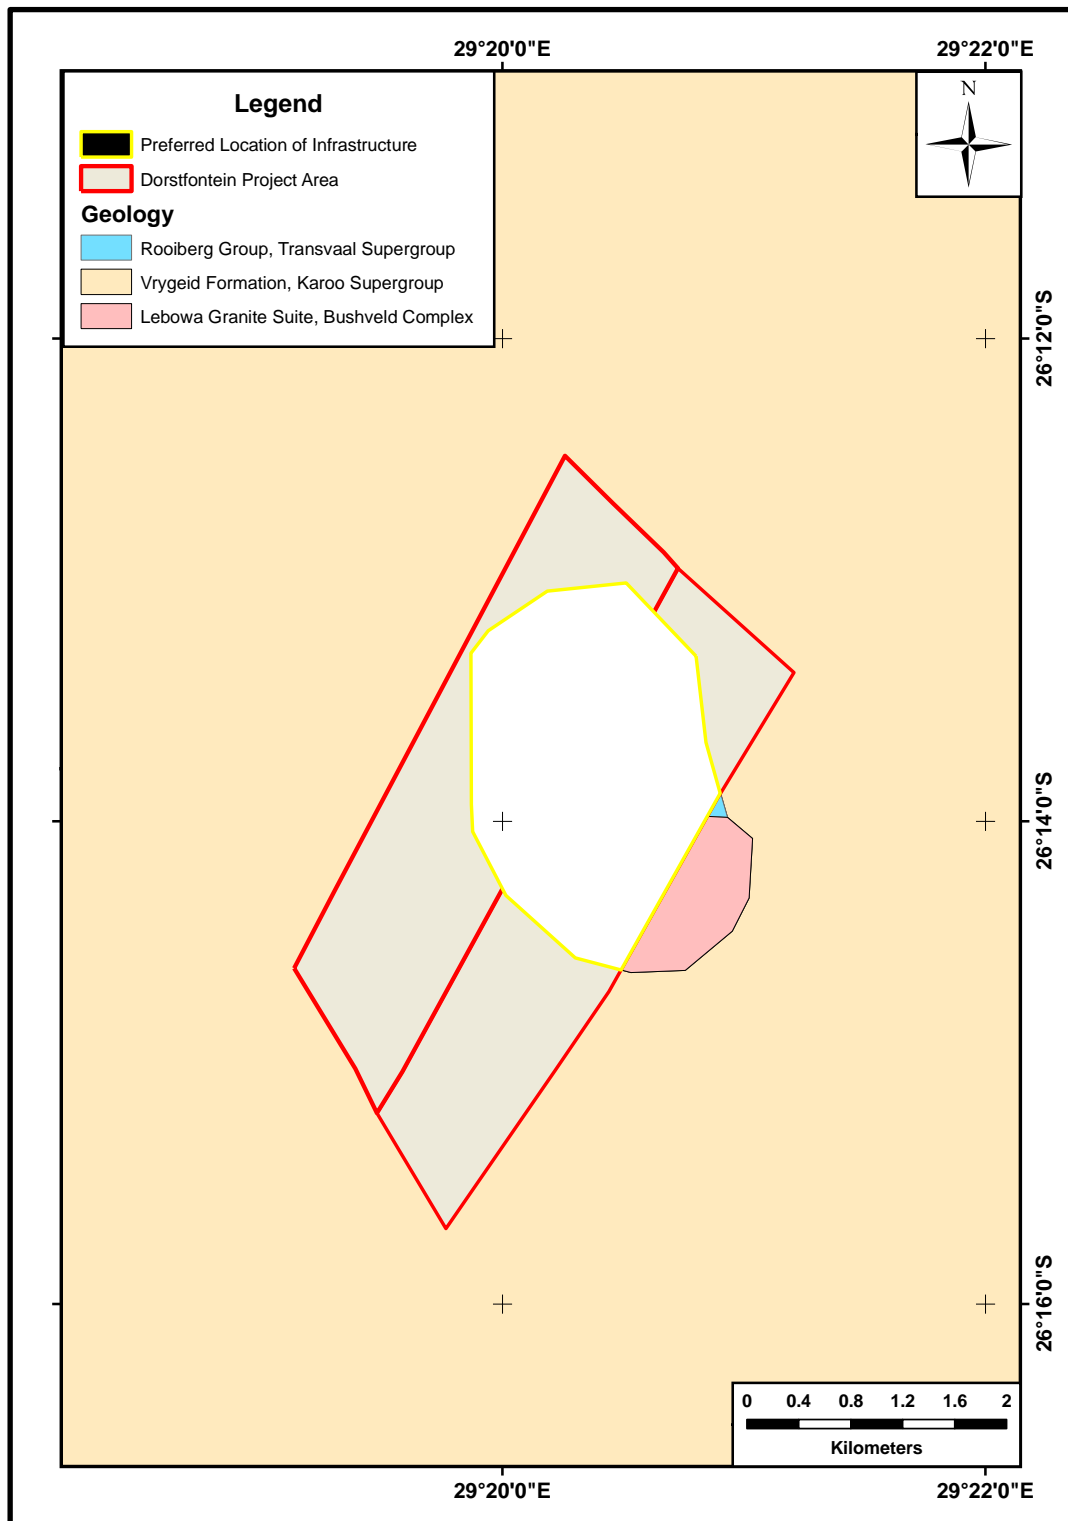 29°20'0"E
29°22'0"E
Legend
Preferred Location of Infrastructure
Dorstfontein Project Area
Geology
Rooiberg Group, Transvaal Supergroup
Vrygeid Formation, Karoo Supergroup
Lebowa Granite Suite, Bushveld Complex
N
26°12'0"S
26°14'0"S
26°16'0"S
0 0.4 0.8 1.2 1.6 2
Kilometers
29°20'0"E
29°22'0"E